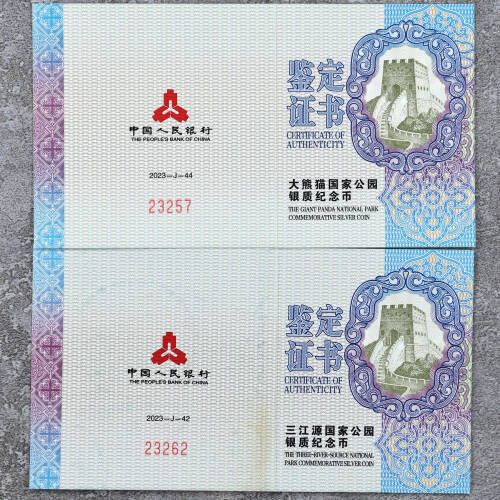 中国人民银行
THE PEOPLE'S BANK OF CHINA
2023-J-44
23257
鉴定
证书
CERTIFICATE OF
AUTHENTICITY
大熊猫国家公园
银质纪念币
THE GIANT PANDA NATIONAL PARK
COMMEMORATIVE SILVER COIN
中国人民银行
THE PEOPLE'S BANK OF CHINA
2023-J-42
23262
鉴定
证书
CERTIFICATE OF
AUTHENTICITY
三江源国家公园
银质纪念币
THE THREE-RIVER-SOURCE NATIONAL
PARK COMMEMORATIVE SILVER COIN